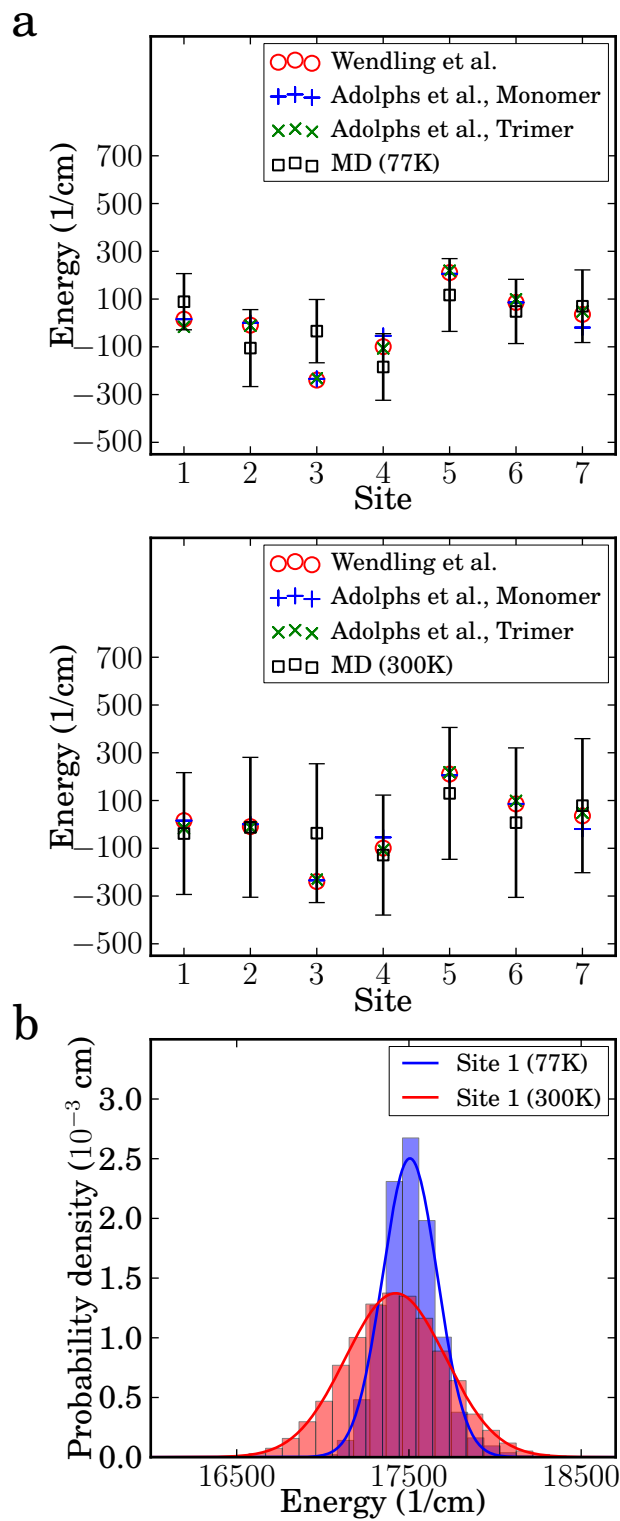 a
Wendling et al.
Adolphs et al., Monomer
Adolphs et al., Trimer
MD (77K)
Energy (1/cm)
700
500
300
100
−100
−300
−500
1 2 3 4 5 6 7
Site
Wendling et al.
Adolphs et al., Monomer
Adolphs et al., Trimer
MD (300K)
Energy (1/cm)
700
500
300
100
−100
−300
−500
1 2 3 4 5 6 7
Site
b
Site 1 (77K)
Site 1 (300K)
Probability density (10⁻³ cm)
3.0
2.5
2.0
1.5
1.0
0.5
0.0
16500 17500 18500
Energy (1/cm)